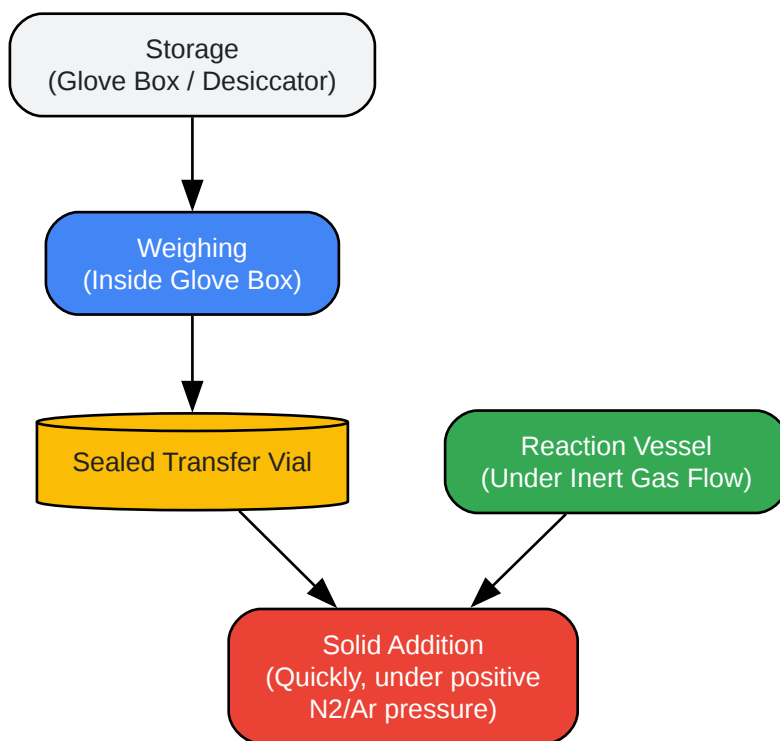 Storage
(Glove Box / Desiccator)
Weighing
(Inside Glove Box)
Sealed Transfer Vial
Reaction Vessel
(Under Inert Gas Flow)
Solid Addition
(Quickly, under positive
N2/Ar pressure)